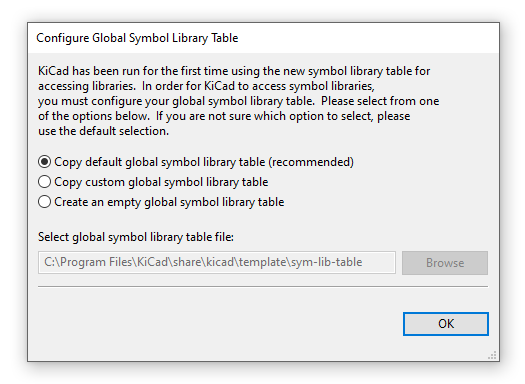 Configure Global Symbol Library Table
KiCad has been run for the first time using the new symbol library table for
accessing libraries.  In order for KiCad to access symbol libraries,
you must configure your global symbol library table.  Please select from one
of the options below.  If you are not sure which option to select, please
use the default selection.
Copy default global symbol library table (recommended)
Copy custom global symbol library table
Create an empty global symbol library table
Select global symbol library table file:
C:\Program Files\KiCad\share\kicad\template\sym-lib-table
Browse
OK